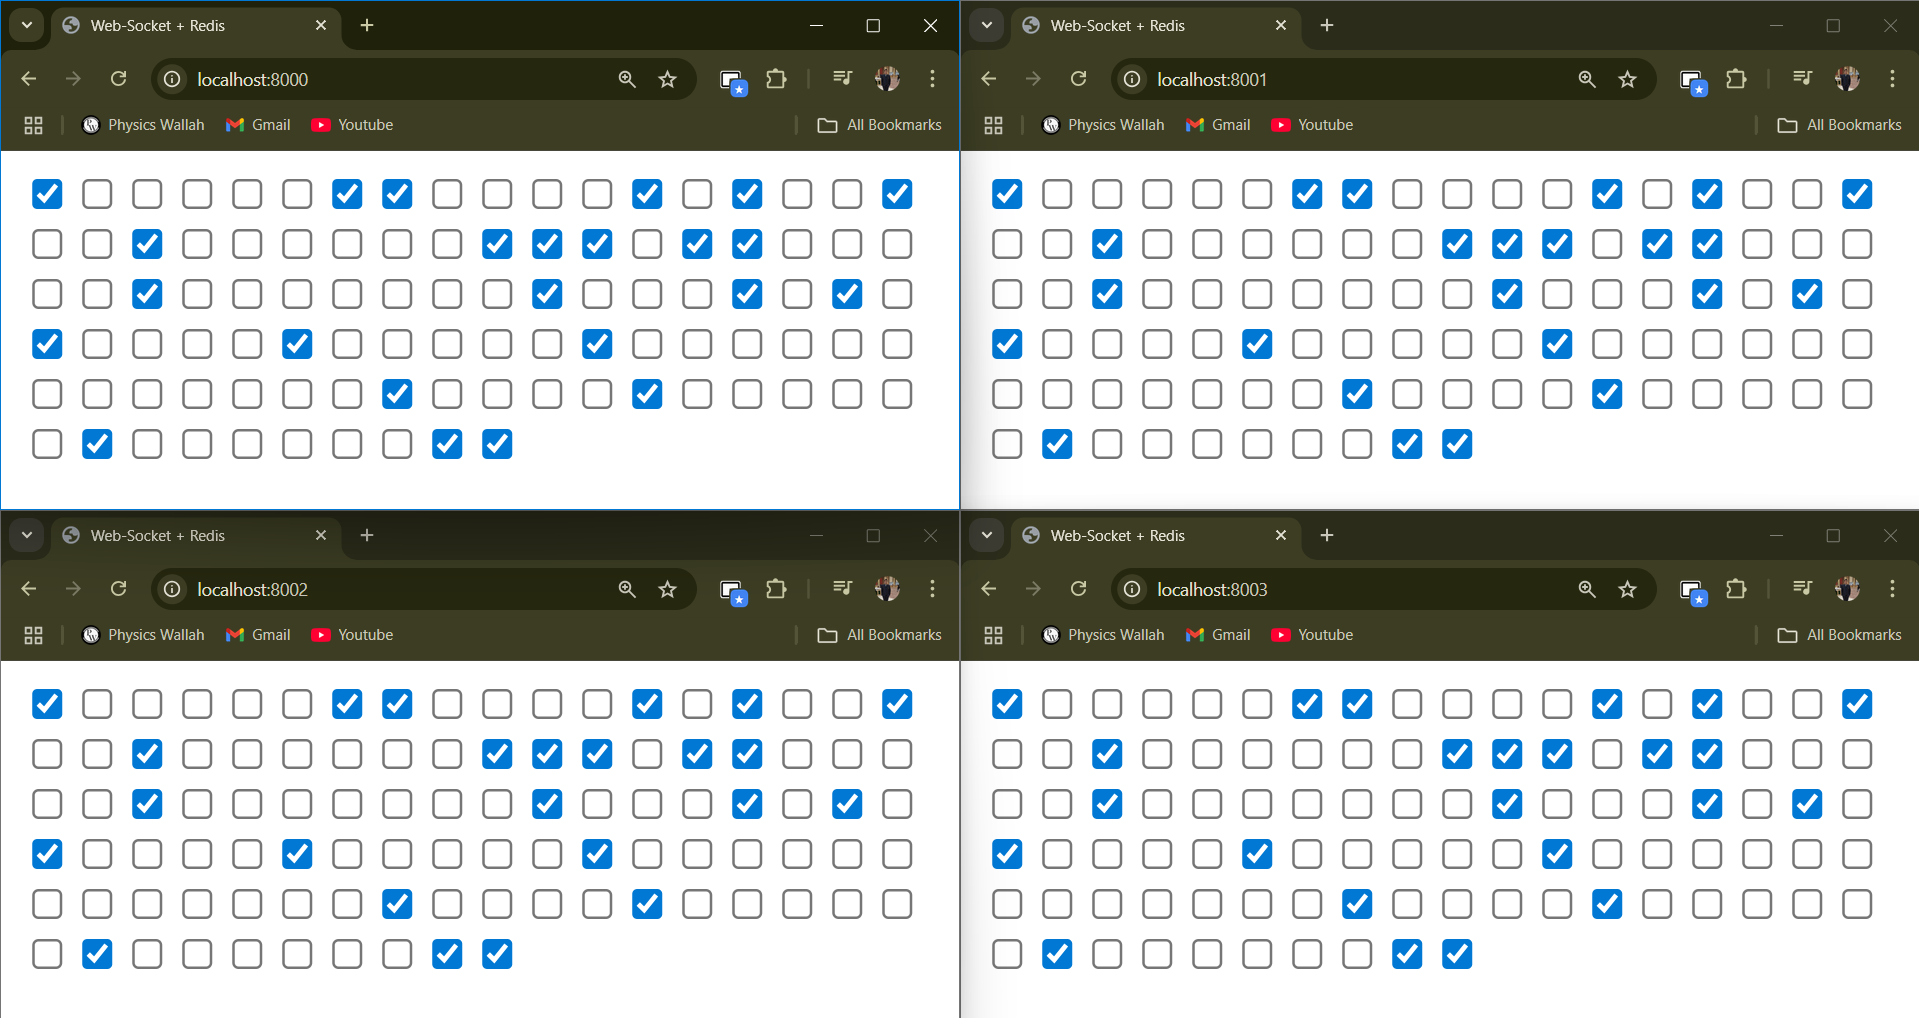 Web-Socket + Redis
localhost:8000
Physics Wallah Gmail Youtube All Bookmarks
Web-Socket + Redis
localhost:8001
Physics Wallah Gmail Youtube All Bookmarks
Web-Socket + Redis
localhost:8002
Physics Wallah Gmail Youtube All Bookmarks
Web-Socket + Redis
localhost:8003
Physics Wallah Gmail Youtube All Bookmarks